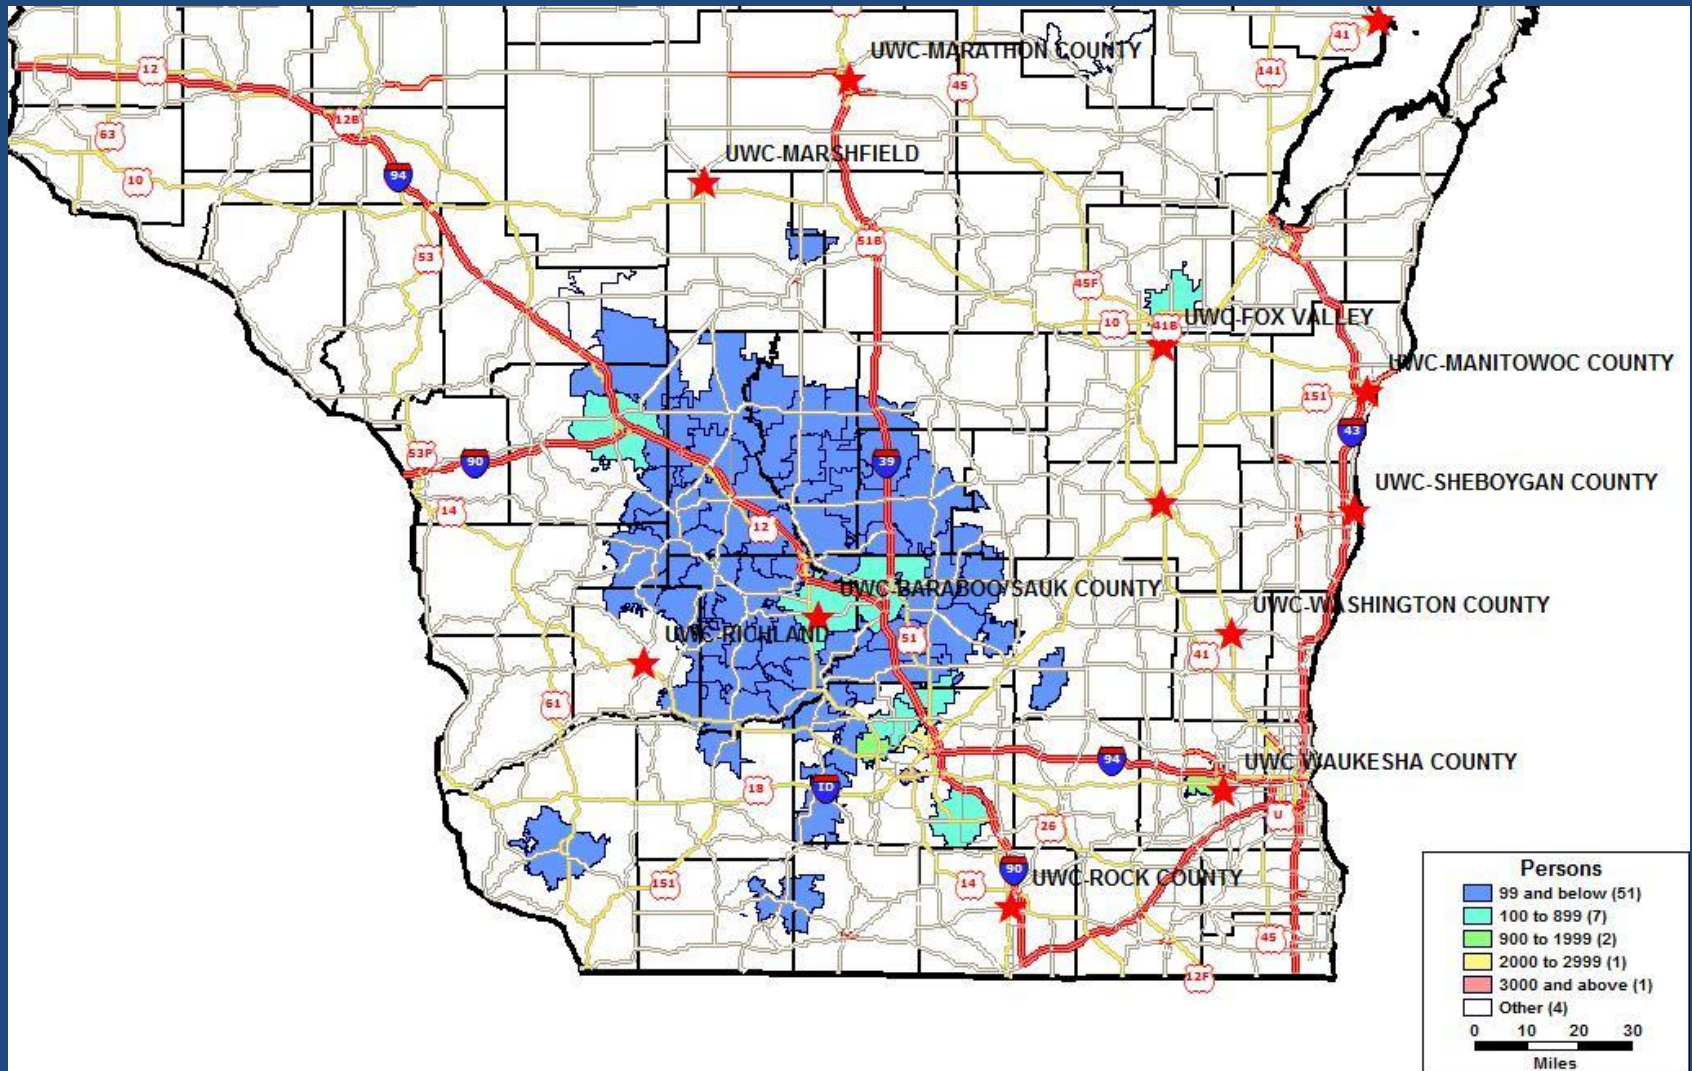 UWC-MARATHON COUNTY
41
12
45
141
12B
63
UWC-MARSHFIELD
10
94
51B
53
45F
10
41B
UWC-FOX VALLEY
UWC-MANITOWOC COUNTY
151
43
53P
90
39
UWC-SHEBOYGAN COUNTY
14
12
UWC-BARABOO/SAUK COUNTY
UWC-WASHINGTON COUNTY
UWC-RICHLAND
51
41
61
94
UWC WAUKESHA COUNTY
18
ID
26
U
151
14
90
UWC-ROCK COUNTY
45
12F
Persons
99 and below (51)
100 to 899 (7)
900 to 1999 (2)
2000 to 2999 (1)
3000 and above (1)
Other (4)
0 10 20 30
Miles